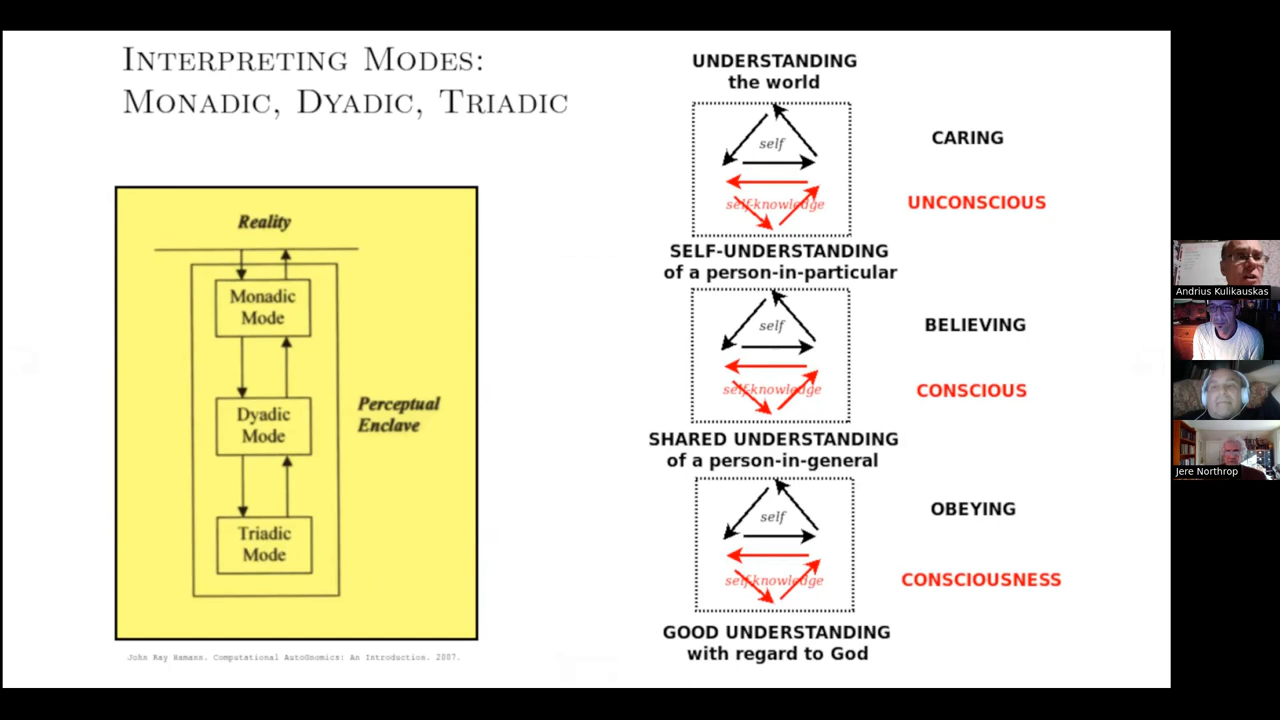 INTERPRETING MODES:
MONADIC, DYADIC, TRIADIC
Reality
Monadic
Mode
Dyadic
Mode
Triadic
Mode
Perceptual
Enclave
John Ray Hamann. Computational AutoGnomics: An Introduction. 2007.
UNDERSTANDING
the world
self
self-knowledge
CARING
UNCONSCIOUS
SELF-UNDERSTANDING
of a person-in-particular
self
self-knowledge
BELIEVING
CONSCIOUS
SHARED UNDERSTANDING
of a person-in-general
self
self-knowledge
OBEYING
CONSCIOUSNESS
GOOD UNDERSTANDING
with regard to God
Andrius Kulikauskas
Jere Northrop